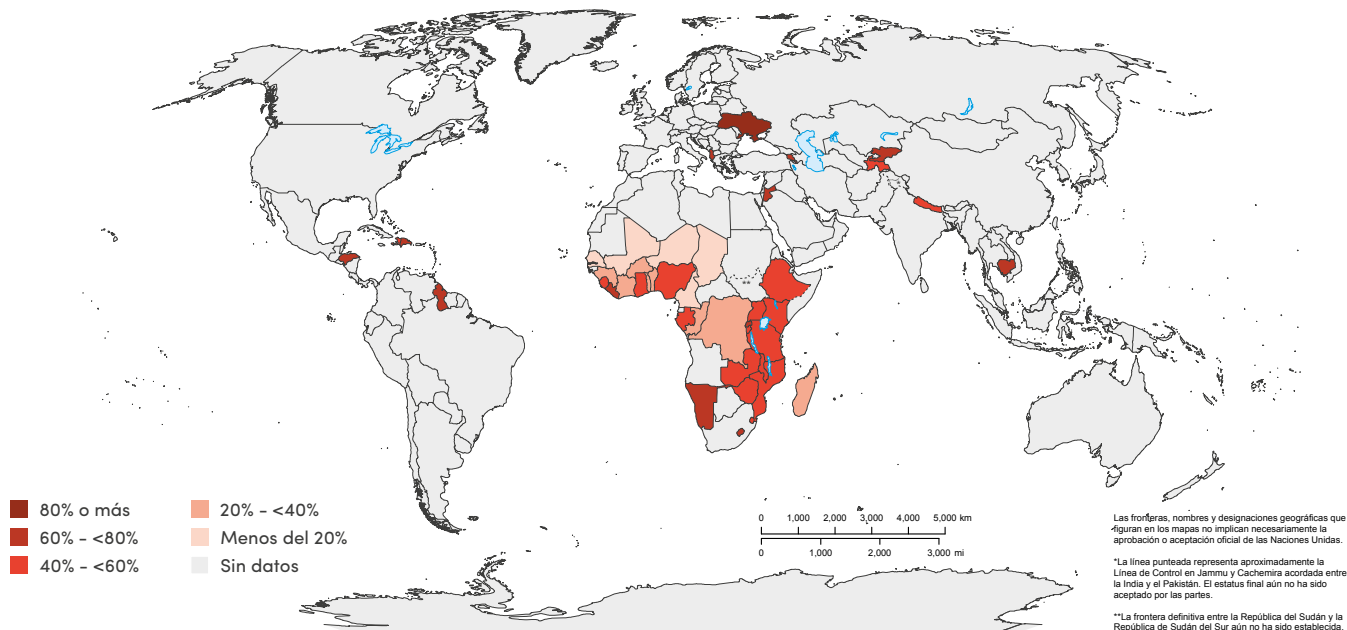 80% o más
60% - <80%
40% - <60%
20% - <40%
Menos del 20%
Sin datos
**
0 1,000 2,000 3,000 4,000 5,000 km
0 1,000 2,000 3,000 mi
Las fronteras, nombres y designaciones geográficas que
figuran en los mapas no implican necesariamente la
aprobación o aceptación oficial de las Naciones Unidas.
*La línea punteada representa aproximadamente la
Línea de Control en Jammu y Cachemira acordada entre
la India y el Pakistán. El estatus final aún no ha sido
aceptado por las partes.
**La frontera definitiva entre la República del Sudán y la
República de Sudán del Sur aún no ha sido establecida.